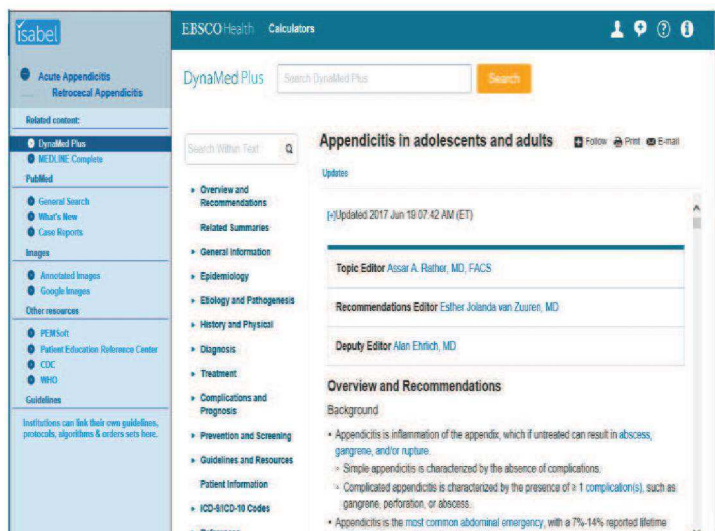 isabel
Acute Appendicitis
Retrocecal Appendicitis
Related content:
DynaMed Plus
MEDLINE Complete
PubMed
General Search
What's New
Case Reports
Images
Annotated Images
Google Images
Other resources
PEMSoft
Patient Education Reference Center
CDC
WHO
Guidelines
Institutions can link their own guidelines,
protocols, algorithms & orders sets here.
EBSCO Health Calculators
DynaMed Plus
Search DynaMed Plus
Search
Search Within Text
Overview and
Recommendations
Related Summaries
General Information
Epidemiology
Etiology and Pathogenesis
History and Physical
Diagnosis
Treatment
Complications and
Prognosis
Prevention and Screening
Guidelines and Resources
Patient Information
ICD-9/ICD-10 Codes
References
Appendicitis in adolescents and adults
Follow Print E-mail
Updates
[+]Updated 2017 Jun 19 07:42 AM (ET)
Topic Editor Assar A. Rather, MD, FACS
Recommendations Editor Esther Jolanda van Zuuren, MD
Deputy Editor Alan Ehrlich, MD
Overview and Recommendations
Background
• Appendicitis is inflammation of the appendix, which if untreated can result in abscess,
gangrene, and/or rupture.
Simple appendicitis is characterized by the absence of complications.
Complicated appendicitis is characterized by the presence of ≥ 1 complication(s), such as
gangrene, perforation, or abscess.
• Appendicitis is the most common abdominal emergency, with a 7%-14% reported lifetime